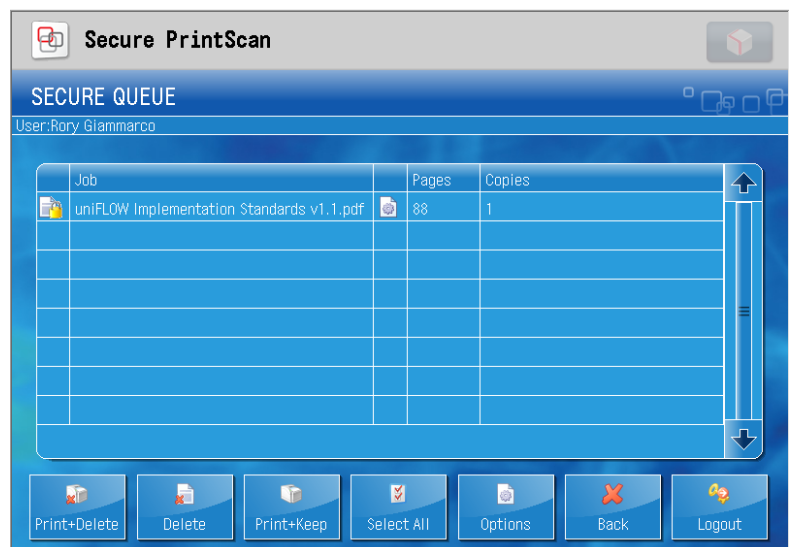 Secure PrintScan
SECURE QUEUE
User:Rory Giammarco
Job Pages Copies
uniFLOW Implementation Standards v1.1.pdf 88 1
Print+Delete Delete Print+Keep Select All Options Back Logout